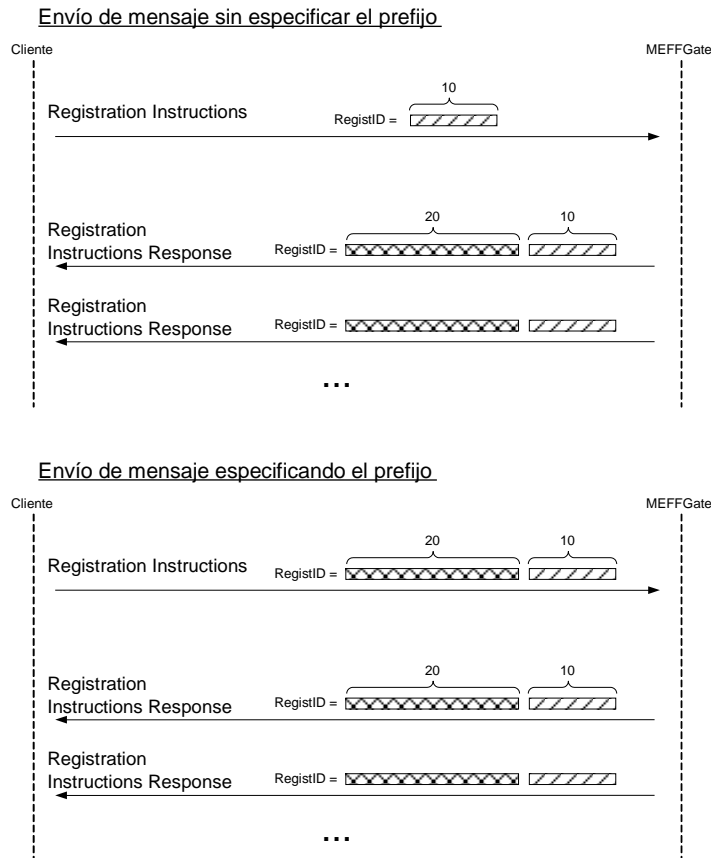 Envío de mensaje sin especificar el prefijo
Cliente
MEFFGate
10
Registration Instructions
RegistID =
20
10
Registration
Instructions Response
RegistID =
Registration
Instructions Response
RegistID =
...
Envío de mensaje especificando el prefijo
Cliente
MEFFGate
20
10
Registration Instructions
RegistID =
20
10
Registration
Instructions Response
RegistID =
Registration
Instructions Response
RegistID =
...